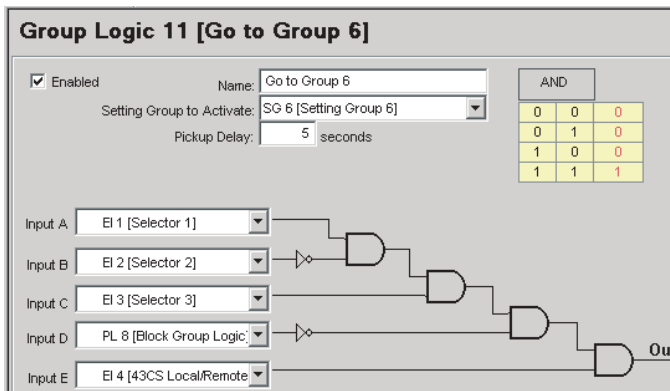 Group Logic 11 [Go to Group 6]
Enabled
Name: Go to Group 6
Setting Group to Activate: SG 6 [Setting Group 6]
Pickup Delay: 5 seconds
AND
0 0 0
0 1 0
1 0 0
1 1 1
Input A EI 1 [Selector 1]
Input B EI 2 [Selector 2]
Input C EI 3 [Selector 3]
Input D PL 8 [Block Group Logic]
Input E EI 4 [43CS Local/Remote
Ou